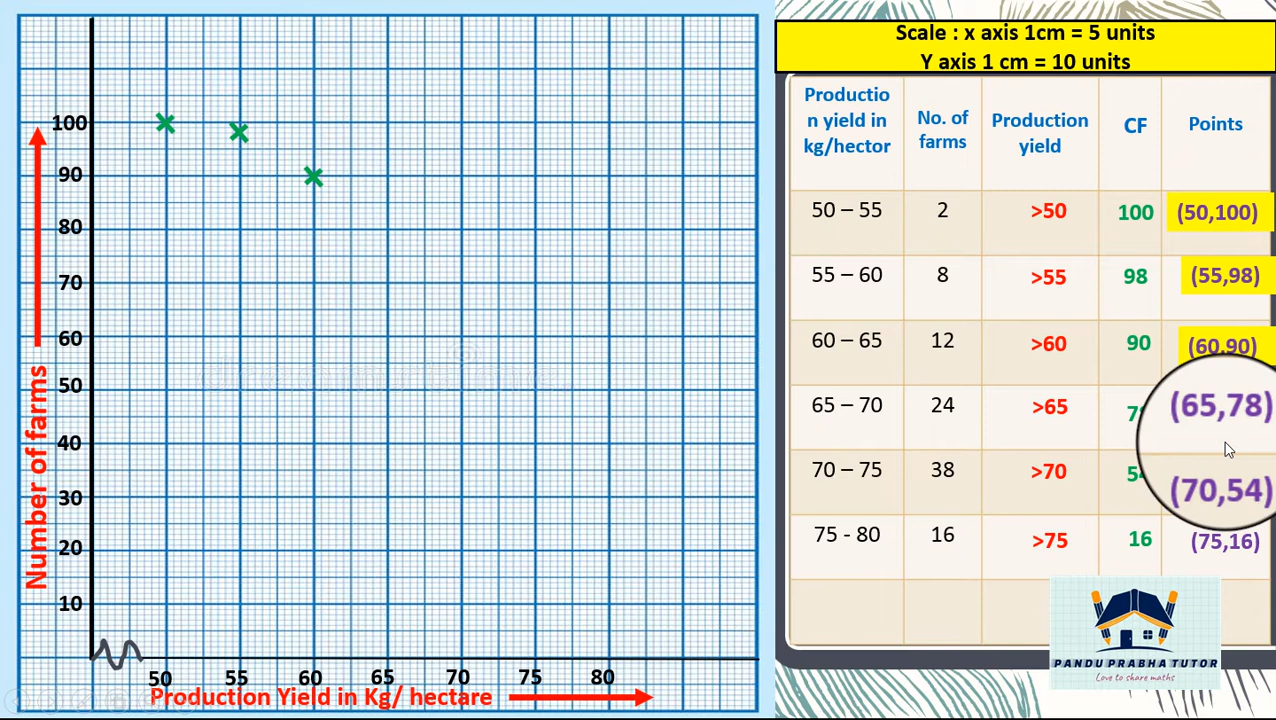 Scale : x axis 1cm = 5 units
Y axis 1 cm = 10 units
Productio
n yield in
kg/hector
No. of
farms
Production
yield
CF
Points
50 – 55
2
>50
100
(50,100)
55 – 60
8
>55
98
(55,98)
60 – 65
12
>60
90
(60,90)
65 – 70
24
>65
(65,78)
70 – 75
38
>70
(70,54)
75 - 80
16
>75
16
(75,16)
PANDU PRABHA TUTOR
Love to share maths
100
90
80
70
60
50
40
30
20
10
Number of farms
50
55
60
65
70
75
80
Production Yield in Kg/ hectare